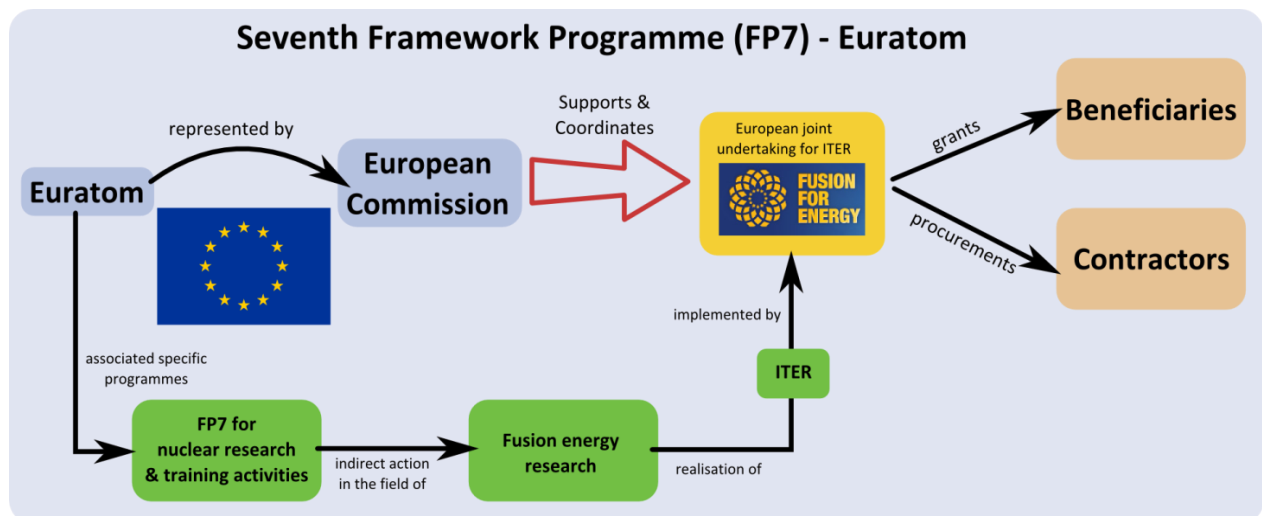 Seventh Framework Programme (FP7) - Euratom
represented by
Supports &
Coordinates
Euratom
European
Commission
European joint
undertaking for ITER
FUSION
FOR
ENERGY
grants
Beneficiaries
procurements
Contractors
associated specific
programmes
implemented by
ITER
FP7 for
nuclear research
& training activities
indirect action
in the field of
Fusion energy
research
realisation of